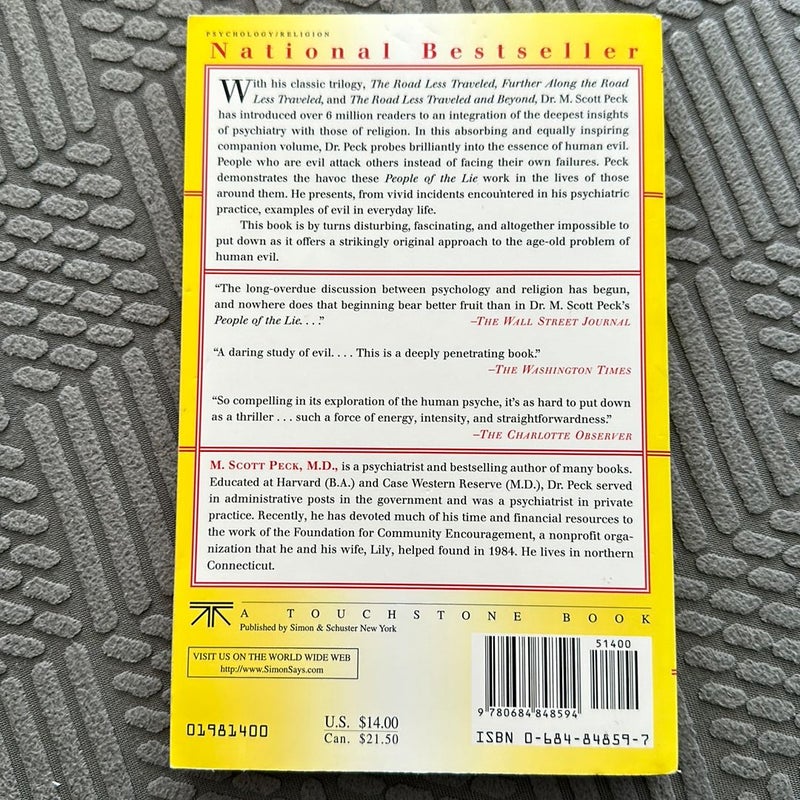 PSYCHOLOGY/RELIGION
National Bestseller
With his classic trilogy, The Road Less Traveled, Further Along the Road
Less Traveled, and The Road Less Traveled and Beyond, Dr. M. Scott Peck
has introduced over 6 million readers to an integration of the deepest insights
of psychiatry with those of religion. In this absorbing and equally inspiring
companion volume, Dr. Peck probes brilliantly into the essence of human evil.
People who are evil attack others instead of facing their own failures. Peck
demonstrates the havoc these People of the Lie work in the lives of those
around them. He presents, from vivid incidents encountered in his psychiatric
practice, examples of evil in everyday life.
This book is by turns disturbing, fascinating, and altogether impossible to
put down as it offers a strikingly original approach to the age-old problem of
human evil.
“The long-overdue discussion between psychology and religion has begun,
and nowhere does that beginning bear better fruit than in Dr. M. Scott Peck's
People of the Lie. . . .”
–THE WALL STREET JOURNAL
“A daring study of evil. . . . This is a deeply penetrating book.”
–THE WASHINGTON TIMES
“So compelling in its exploration of the human psyche, it's as hard to put down
as a thriller . . . such a force of energy, intensity, and straightforwardness.”
–THE CHARLOTTE OBSERVER
M. SCOTT PECK, M.D., is a psychiatrist and bestselling author of many books.
Educated at Harvard (B.A.) and Case Western Reserve (M.D.), Dr. Peck served
in administrative posts in the government and was a psychiatrist in private
practice. Recently, he has devoted much of his time and financial resources to
the work of the Foundation for Community Encouragement, a nonprofit orga-
nization that he and his wife, Lily, helped found in 1984. He lives in northern
Connecticut.
A TOUCHSTONE BOOK
Published by Simon & Schuster New York
VISIT US ON THE WORLD WIDE WEB
http://www.SimonSays.com
01981400
U.S. $14.00
Can. $21.50
51400
9 780684 848594
ISBN 0-684-84859-7